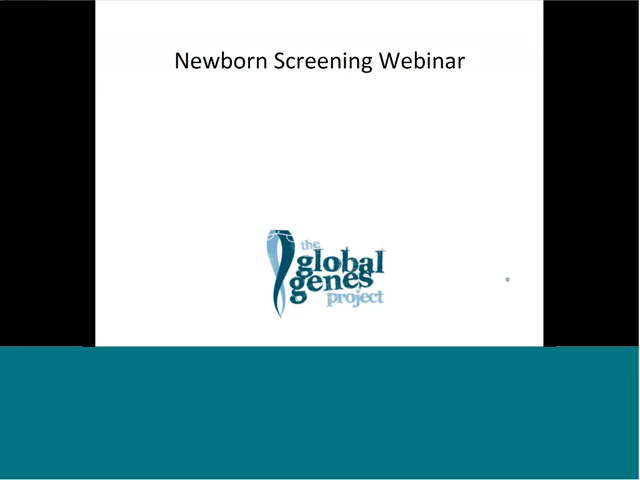 Newborn Screening Webinar
the
global
genes
project
©